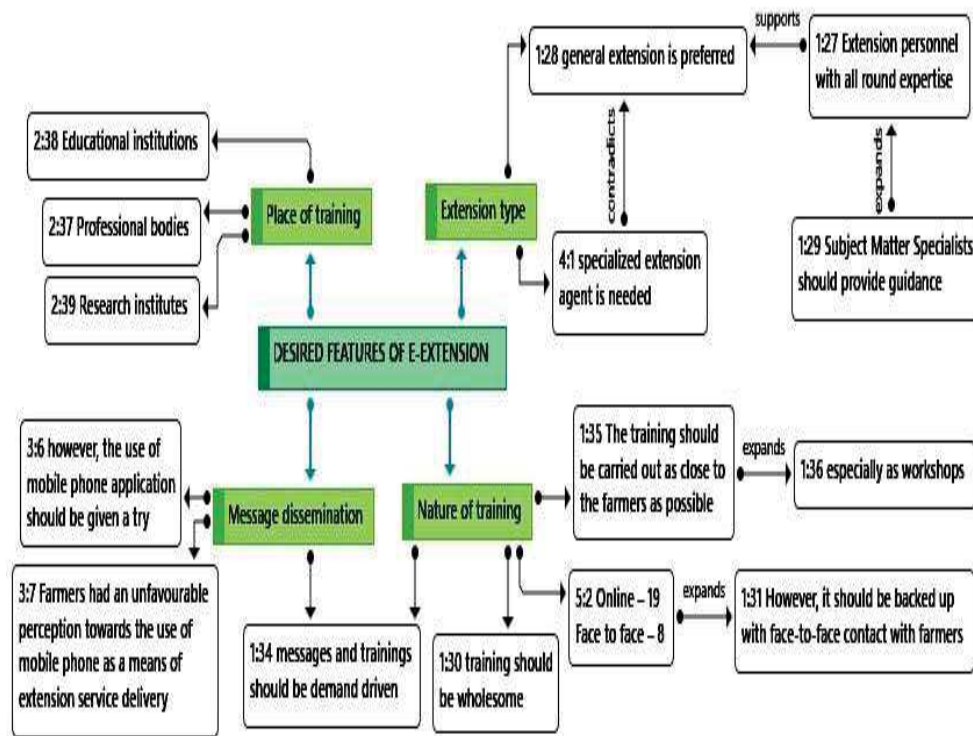 supports
1:28 general extension is preferred
1:27 Extension personnel
with all round expertise
2:38 Educational institutions
contradicts
expands
Place of training
Extension type
2:37 Professional bodies
4:1 specialized extension
agent is needed
1:29 Subject Matter Specialists
should provide guidance
2:39 Research institutes
DESIRED FEATURES OF E-EXTENSION
3:6 however, the use of
mobile phone application
should be given a try
1:35 The training should
be carried out as close to
the farmers as possible
expands
1:36 especially as workshops
Message dissemination
Nature of training
3:7 Farmers had an unfavourable
perception towards the use of
mobile phone as a means of
extension service delivery
1:34 messages and trainings
should be demand driven
1:30 training should
be wholesome
5:2 Online – 19
Face to face – 8
expands
1:31 However, it should be backed up
with face-to-face contact with farmers